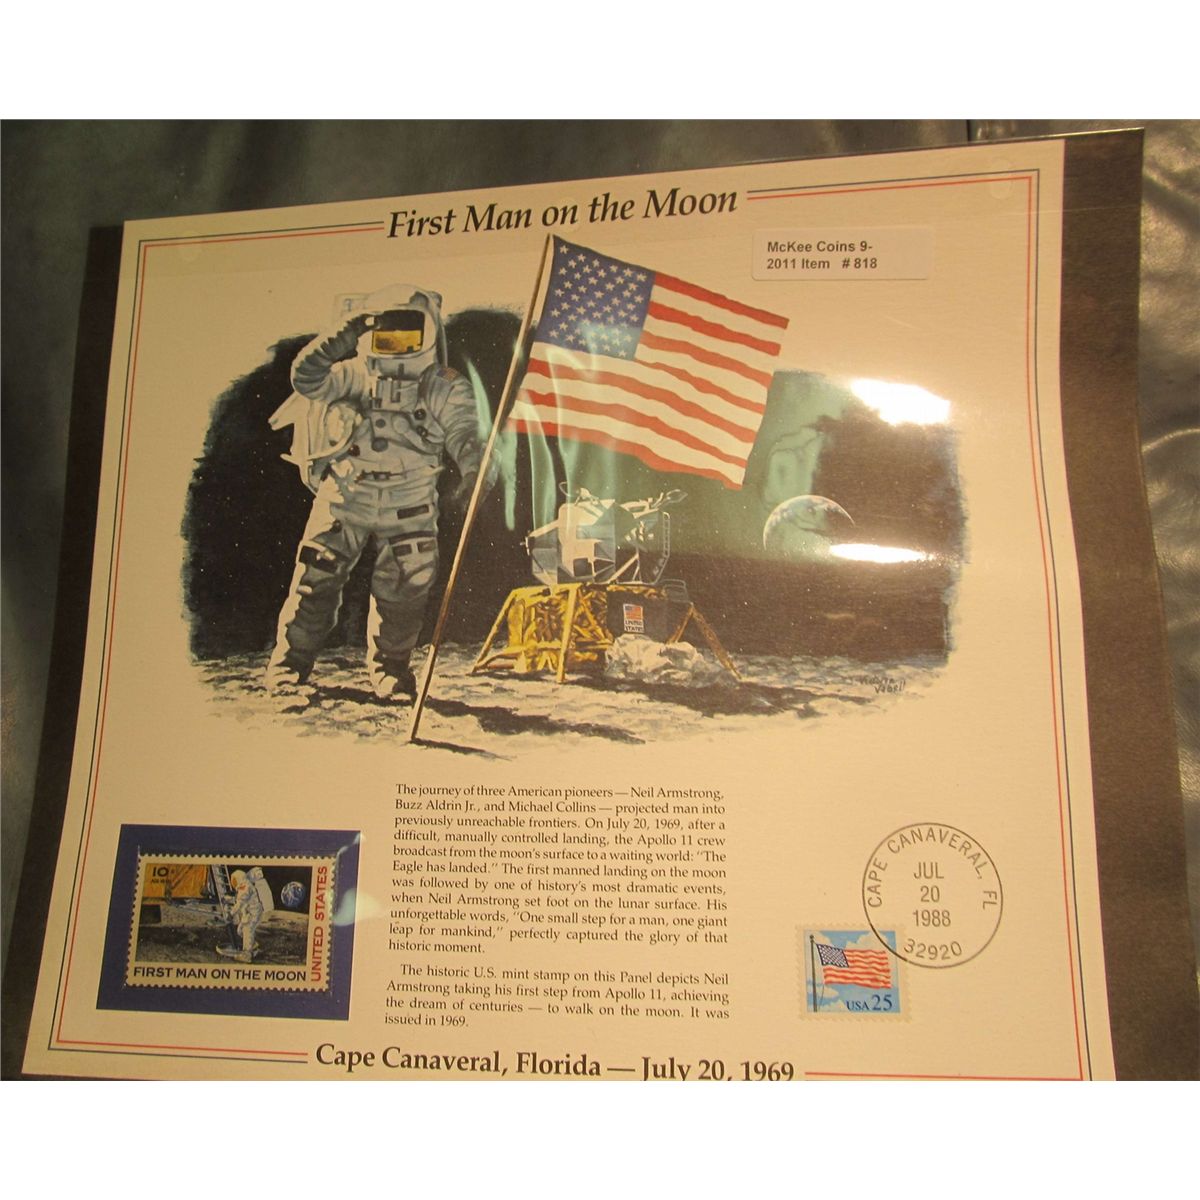 First Man on the Moon
McKee Coins 9-
2011 Item # 818
UNITED
STATES
The journey of three American pioneers — Neil Armstrong,
Buzz Aldrin Jr., and Michael Collins — projected man into
previously unreachable frontiers. On July 20, 1969, after a
difficult, manually controlled landing, the Apollo 11 crew
broadcast from the moon's surface to a waiting world: "The
Eagle has landed." The first manned landing on the moon
was followed by one of history's most dramatic events,
when Neil Armstrong set foot on the lunar surface. His
unforgettable words, "One small step for a man, one giant
leap for mankind," perfectly captured the glory of that
historic moment.
The historic U.S. mint stamp on this Panel depicts Neil
Armstrong taking his first step from Apollo 11, achieving
the dream of centuries — to walk on the moon. It was
issued in 1969.
10¢
UNITED STATES
FIRST MAN ON THE MOON
CAPE CANAVERAL, FL
JUL
20
1988
32920
USA 25
Cape Canaveral, Florida — July 20, 1969